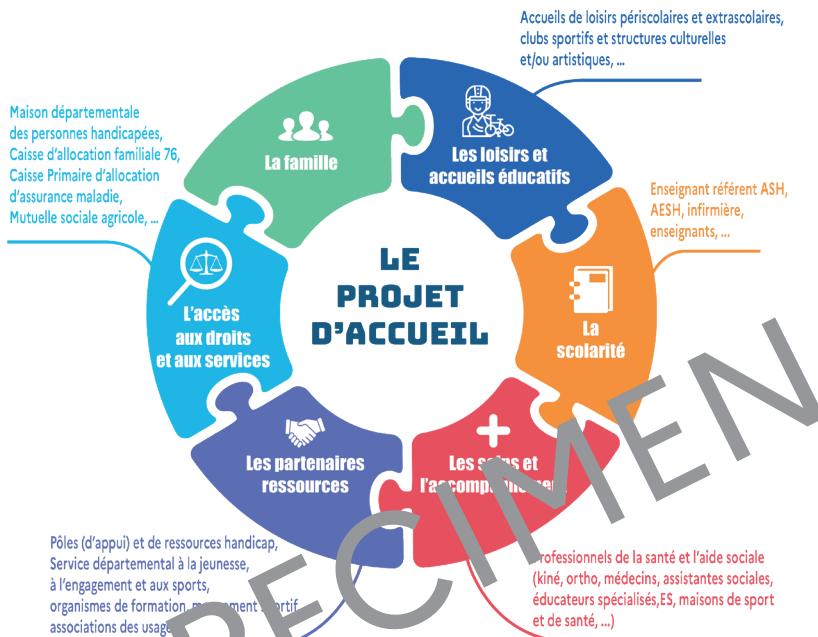 Accueils de loisirs périscolaires et extrascolaires,
clubs sportifs et structures culturelles
et/ou artistiques, ...
Maison départementale
des personnes handicapées,
Caisse d'allocation familiale 76,
Caisse Primaire d'allocation
d'assurance maladie,
Mutuelle sociale agricole, ...
La famille
Les loisirs et
accueils éducatifs
Enseignant référent ASH,
AESH, infirmière,
enseignants, ...
LE
PROJET
D'ACCUEIL
L'accès
aux droits
et aux services
La
scolarité
Les partenaires
ressources
Les soins et
l'accompagnement
Pôles (d'appui) et de ressources handicap,
Service départemental à la jeunesse,
à l'engagement et aux sports,
organismes de formation, mouvement sportif
associations des
Professionnels de la santé et l'aide sociale
(kiné, ortho, médecins, assistantes sociales,
éducateurs spécialisés,ES, maisons de sport
et de santé, ...)
PECIMEN